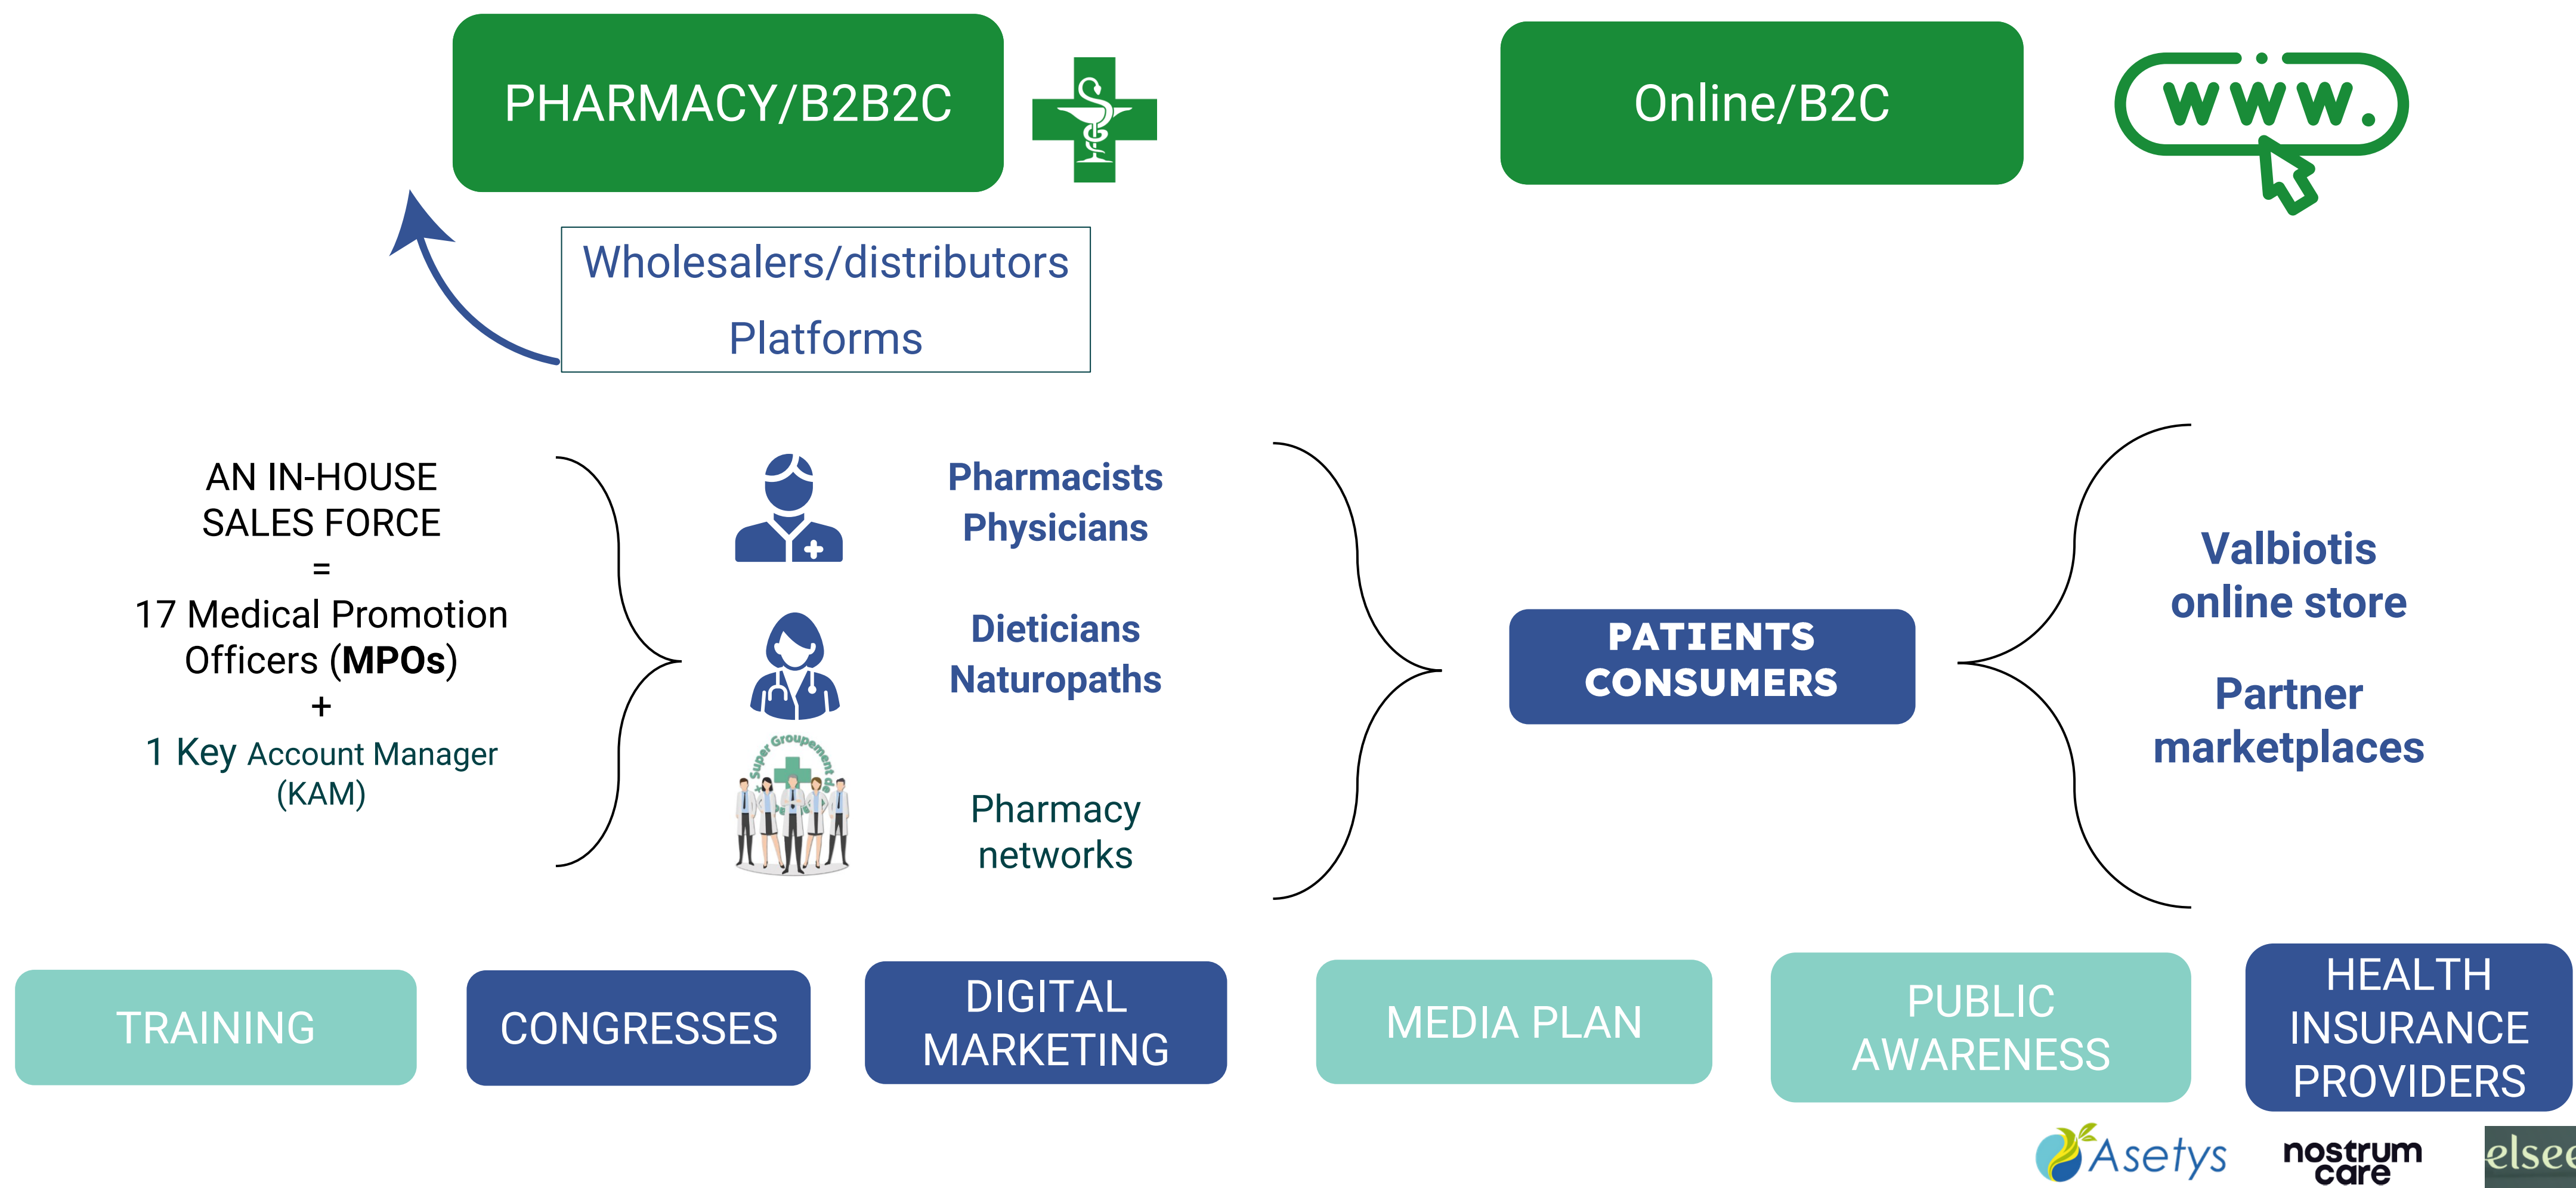 PHARMACY/B2B2C
Online/B2C
www.
Wholesalers/distributors
Platforms
AN IN-HOUSE
SALES FORCE
=
17 Medical Promotion
Officers (MPOs)
+
1 Key Account Manager
(KAM)
Pharmacists
Physicians
Dieticians
Naturopaths
Super Groupement
Pharmacy
networks
PATIENTS
CONSUMERS
Valbiotis
online store
Partner
marketplaces
TRAINING
CONGRESSES
DIGITAL
MARKETING
MEDIA PLAN
PUBLIC
AWARENESS
HEALTH
INSURANCE
PROVIDERS
Asetys
nostrum
care